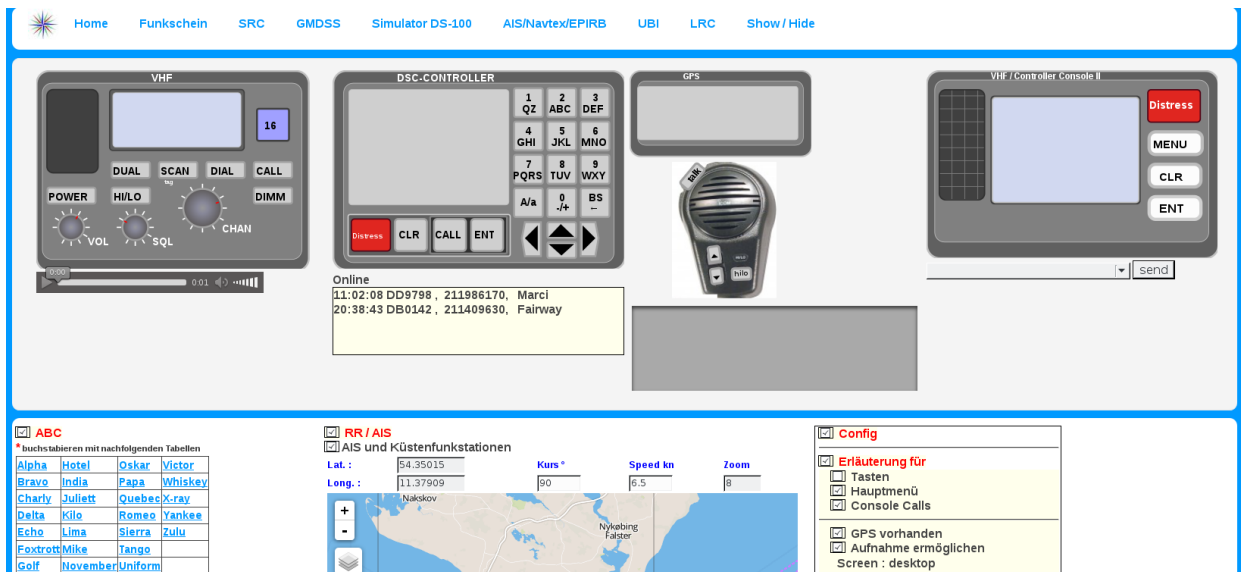 Home Funkschein SRC GMDSS Simulator DS-100 AIS/Navtex/EPIRB UBI LRC Show / Hide
VHF
16
DUAL SCAN DIAL CALL
tag
POWER HI/LO DIMM
VOL SQL CHAN
0:00
0:01
DSC-CONTROLLER
1 QZ 2 ABC 3 DEF
4 GHI 5 JKL 6 MNO
7 PQRS 8 TUV 9 WXY
A/a 0 -/+ BS ←
Distress CLR CALL ENT
Online
11:02:08 DD9798 , 211986170, Marci
20:38:43 DB0142 , 211409630, Fairway
GPS
talk
hilo
VHF / Controller Console II
Distress
MENU
CLR
ENT
send
ABC
* buchstabieren mit nachfolgenden Tabellen
Alpha Hotel Oskar Victor
Bravo India Papa Whiskey
Charly Juliett Quebec X-ray
Delta Kilo Romeo Yankee
Echo Lima Sierra Zulu
Foxtrott Mike Tango
Golf November Uniform
RR / AIS
AIS und Küstenfunkstationen
Lat. : 54.35015 Kurs ° Speed kn Zoom
Long. : 11.37909 90 6.5 8
+
-
Nakskov
Nykøbing
Falster
Config
Erläuterung für
Tasten
Hauptmenü
Console Calls
GPS vorhanden
Aufnahme ermöglichen
Screen : desktop